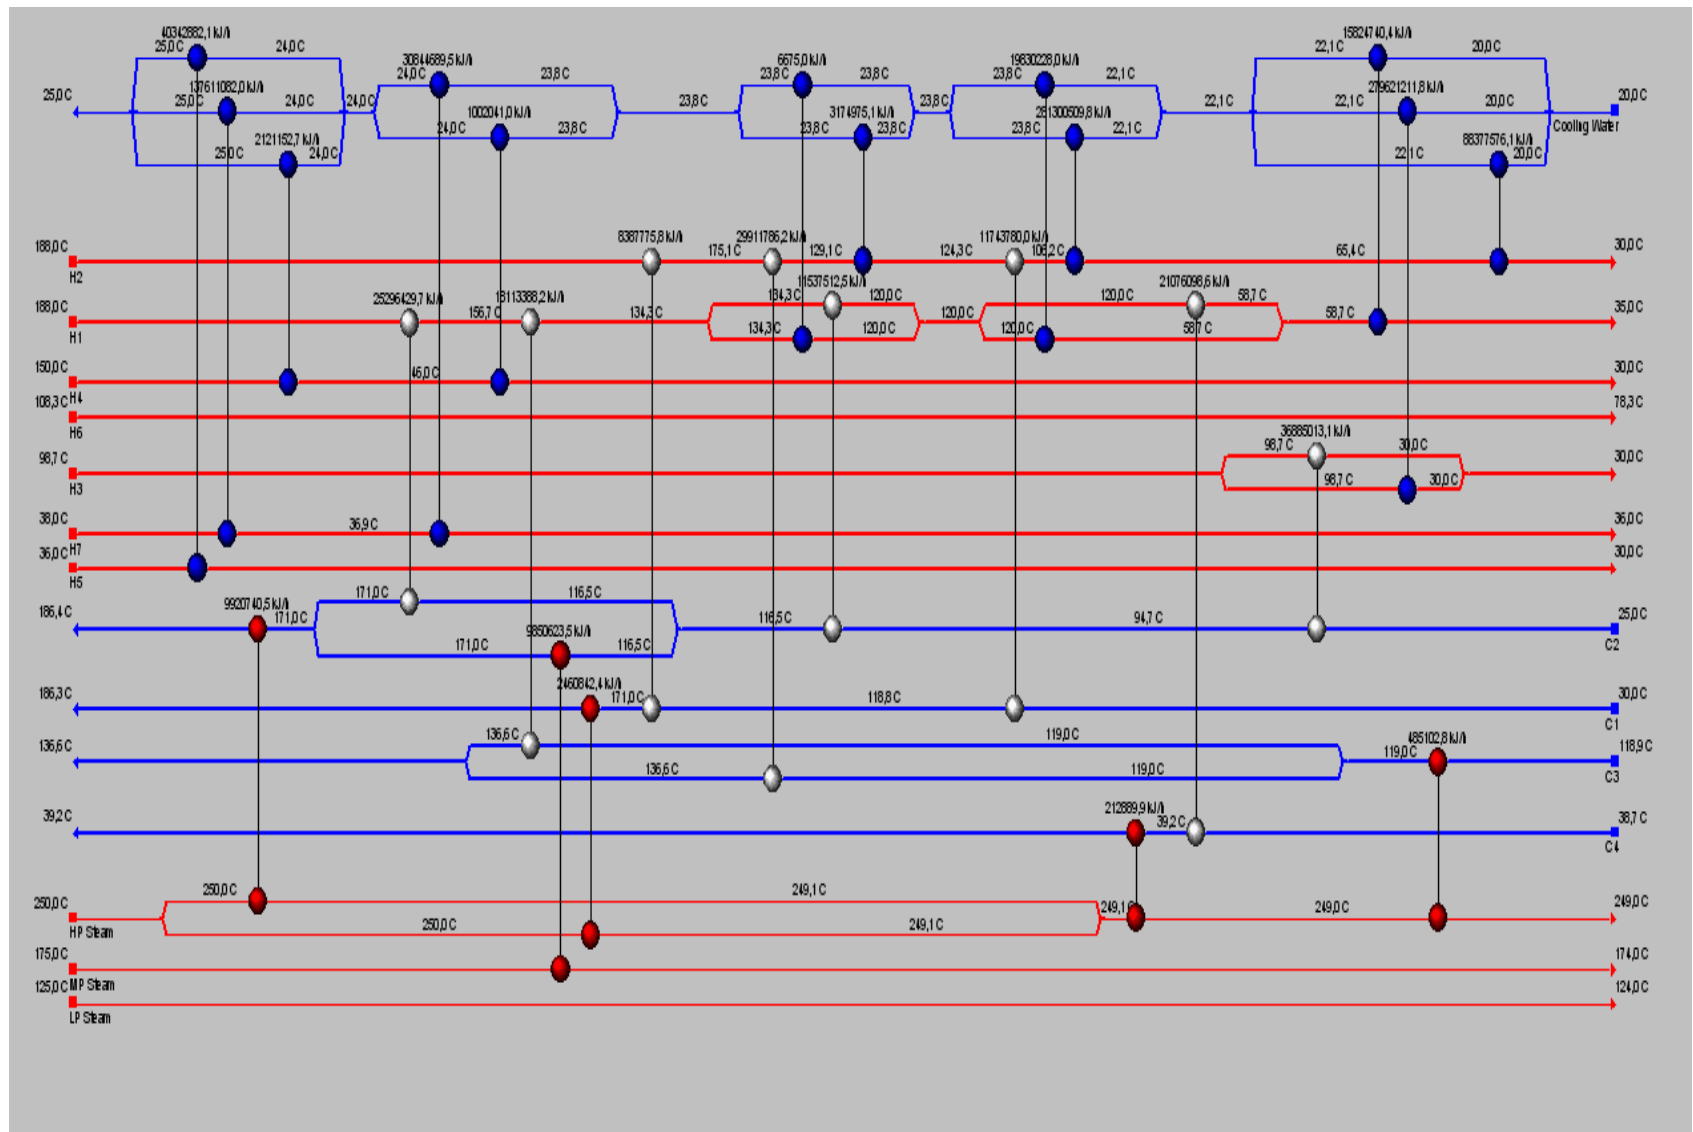 40342882,1 kJ/h
25,0 C
24,0 C
137611082,0 kJ/h
25,0 C
24,0 C
25,0 C
24,0 C
2121152,7 kJ/h
25,0 C
24,0 C
30844689,5 kJ/h
24,0 C
23,8 C
1002041,0 kJ/h
24,0 C
23,8 C
23,8 C
6675,0 kJ/h
23,8 C
23,8 C
3174975,1 kJ/h
23,8 C
23,8 C
23,8 C
19830228,0 kJ/h
23,8 C
22,1 C
281300509,8 kJ/h
23,8 C
22,1 C
22,1 C
15824740,4 kJ/h
22,1 C
20,0 C
279621211,8 kJ/h
22,1 C
20,0 C
20,0 C
Cooling Water
88377576,1 kJ/h
22,1 C
20,0 C
188,0 C
H2
8387775,8 kJ/h
175,1 C
29911786,2 kJ/h
129,1 C
124,3 C
11743780,0 kJ/h
106,2 C
65,4 C
30,0 C
188,0 C
H1
25296429,7 kJ/h
156,7 C
18113388,2 kJ/h
134,3 C
134,3 C
11537512,5 kJ/h
120,0 C
134,3 C
120,0 C
120,0 C
120,0 C
21076098,6 kJ/h
58,7 C
120,0 C
58,7 C
58,7 C
35,0 C
150,0 C
H4
46,0 C
30,0 C
108,3 C
H6
78,3 C
98,7 C
H3
36885013,1 kJ/h
98,7 C
30,0 C
98,7 C
30,0 C
30,0 C
38,0 C
H7
36,9 C
36,0 C
36,0 C
H5
30,0 C
186,4 C
9920740,5 kJ/h
171,0 C
171,0 C
116,5 C
9850623,5 kJ/h
171,0 C
116,5 C
116,5 C
94,7 C
25,0 C
C2
186,3 C
2460842,4 kJ/h
171,0 C
118,8 C
30,0 C
C1
136,6 C
136,6 C
119,0 C
136,6 C
119,0 C
119,0 C
485102,8 kJ/h
118,9 C
C3
39,2 C
212889,9 kJ/h
39,2 C
38,7 C
C4
250,0 C
HP Steam
250,0 C
249,1 C
250,0 C
249,1 C
249,1 C
249,0 C
249,0 C
175,0 C
MP Steam
174,0 C
125,0 C
LP Steam
124,0 C